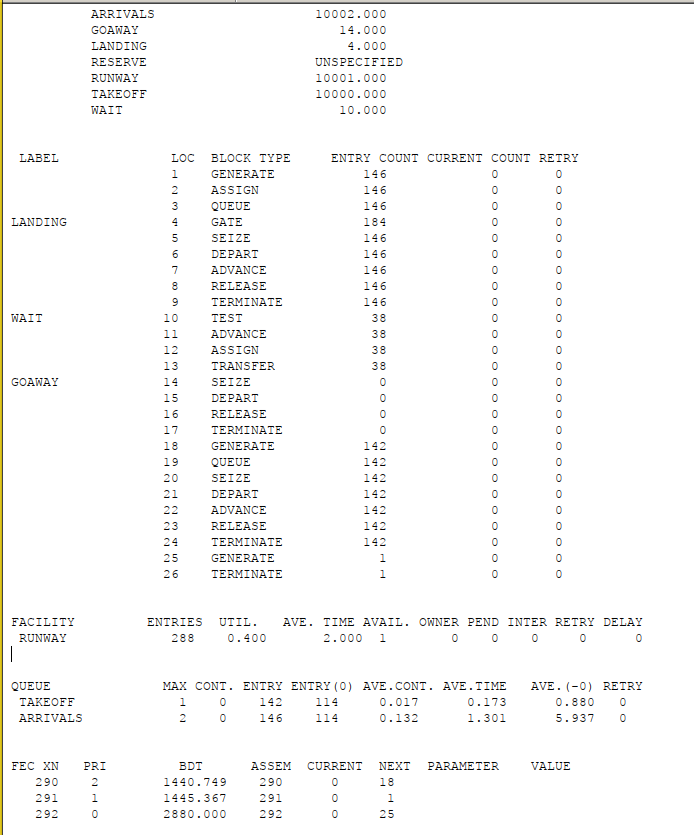 ARRIVALS 10002.000
GOAWAY 14.000
LANDING 4.000
RESERVE UNSPECIFIED
RUNWAY 10001.000
TAKEOFF 10000.000
WAIT 10.000
LABEL LOC BLOCK TYPE ENTRY COUNT CURRENT COUNT RETRY
1 GENERATE 146 0 0
2 ASSIGN 146 0 0
3 QUEUE 146 0 0
LANDING 4 GATE 184 0 0
5 SEIZE 146 0 0
6 DEPART 146 0 0
7 ADVANCE 146 0 0
8 RELEASE 146 0 0
9 TERMINATE 146 0 0
WAIT 10 TEST 38 0 0
11 ADVANCE 38 0 0
12 ASSIGN 38 0 0
13 TRANSFER 38 0 0
GOAWAY 14 SEIZE 0 0 0
15 DEPART 0 0 0
16 RELEASE 0 0 0
17 TERMINATE 0 0 0
18 GENERATE 142 0 0
19 QUEUE 142 0 0
20 SEIZE 142 0 0
21 DEPART 142 0 0
22 ADVANCE 142 0 0
23 RELEASE 142 0 0
24 TERMINATE 142 0 0
25 GENERATE 1 0 0
26 TERMINATE 1 0 0
FACILITY ENTRIES UTIL. AVE. TIME AVAIL. OWNER PEND INTER RETRY DELAY
RUNWAY 288 0.400 2.000 1 0 0 0 0 0
QUEUE MAX CONT. ENTRY ENTRY(0) AVE.CONT. AVE.TIME AVE.(-0) RETRY
TAKEOFF 1 0 142 114 0.017 0.173 0.880 0
ARRIVALS 2 0 146 114 0.132 1.301 5.937 0
FEC XN PRI BDT ASSEM CURRENT NEXT PARAMETER VALUE
290 2 1440.749 290 0 18
291 1 1445.367 291 0 1
292 0 2880.000 292 0 25